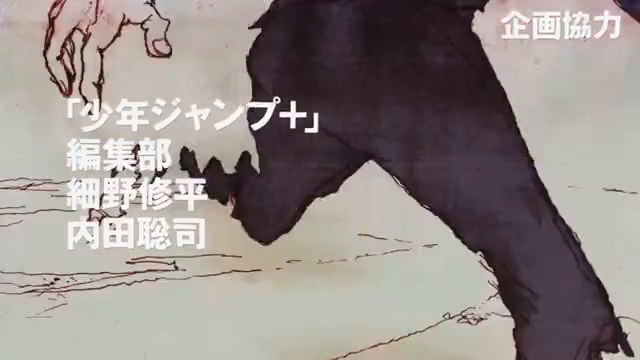 企画協力
「少年ジャンプ＋」
編集部
細野修平
内田聡司